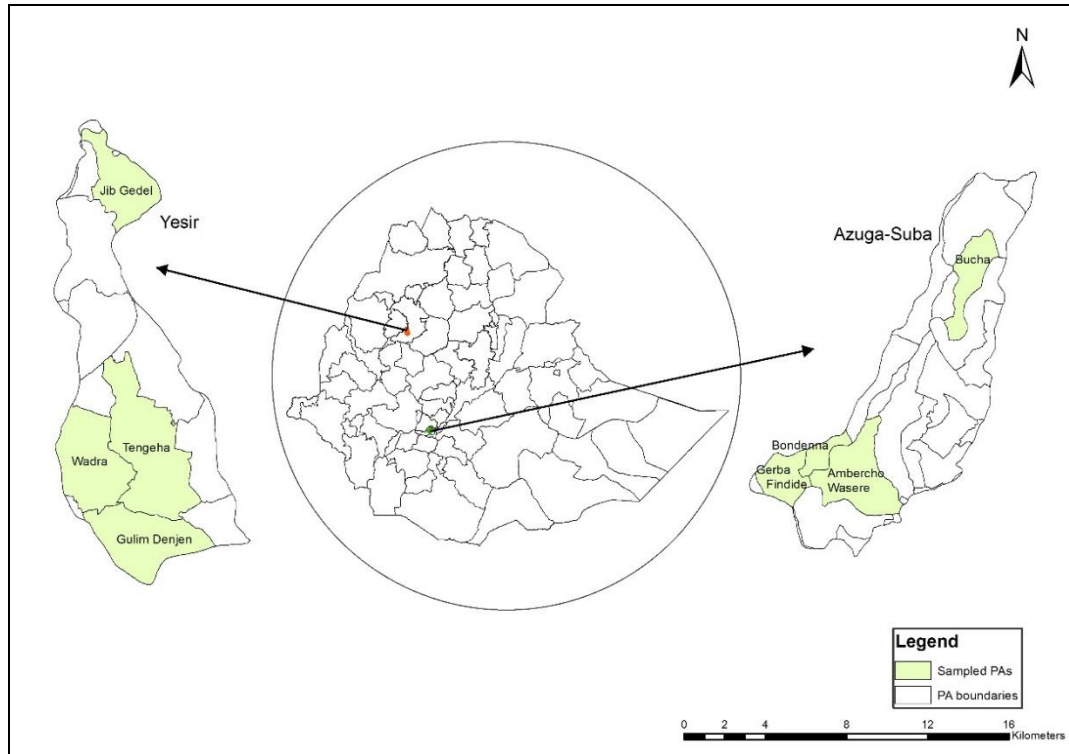 N
Jib Gedel
Yesir
Azuga-Suba
Bucha
Tengeha
Wadra
Gulim Denjen
Bondenna
Gerba
Findide
Ambercho
Wasere
Legend
Sampled PAs
PA boundaries
0 2 4 8 12 16
Kilometers